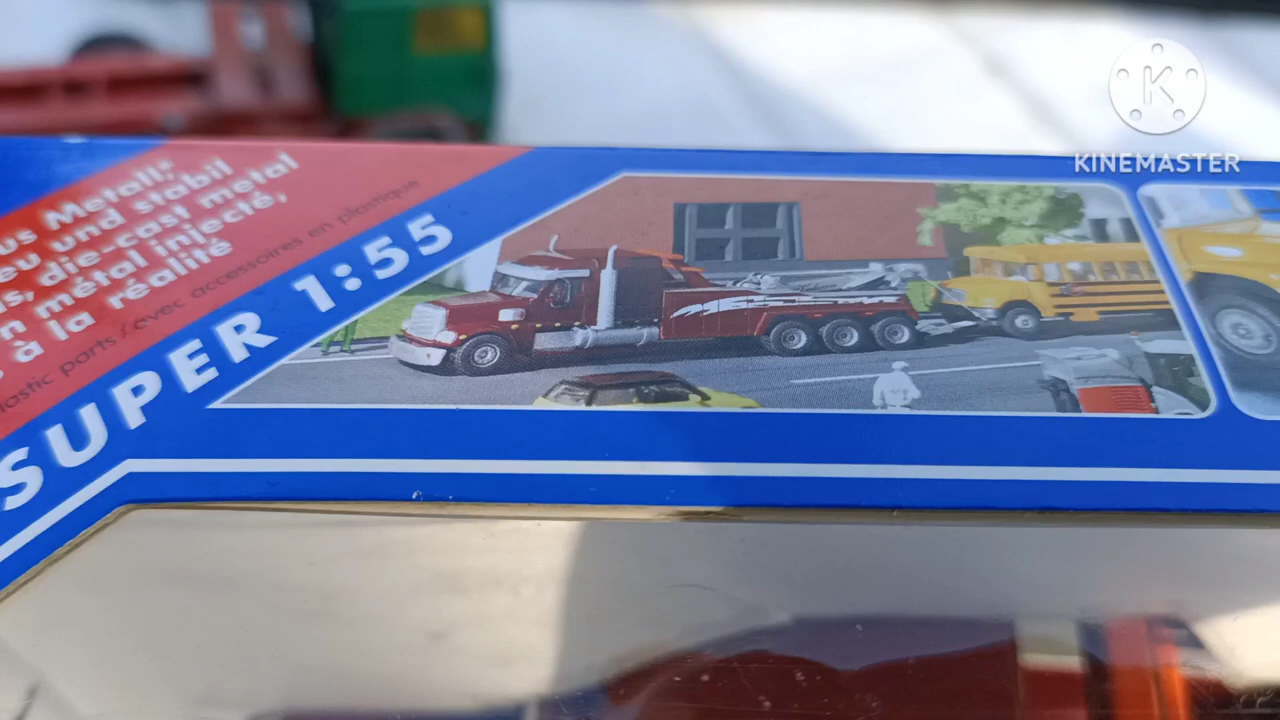 us Metall;
eu und stabil
s, die-cast metal
n métal injecté,
à la réalité
lastic parts / avec accessoires en plastique
SUPER 1:55
K
KINEMASTER